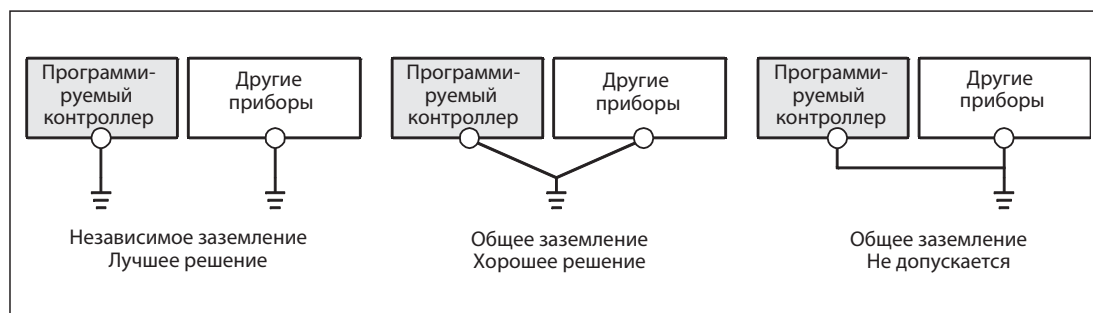 Программи-
руемый
контроллер
Другие
приборы
Независимое заземление
Лучшее решение
Программи-
руемый
контроллер
Другие
приборы
Общее заземление
Хорошее решение
Программи-
руемый
контроллер
Другие
приборы
Общее заземление
Не допускается